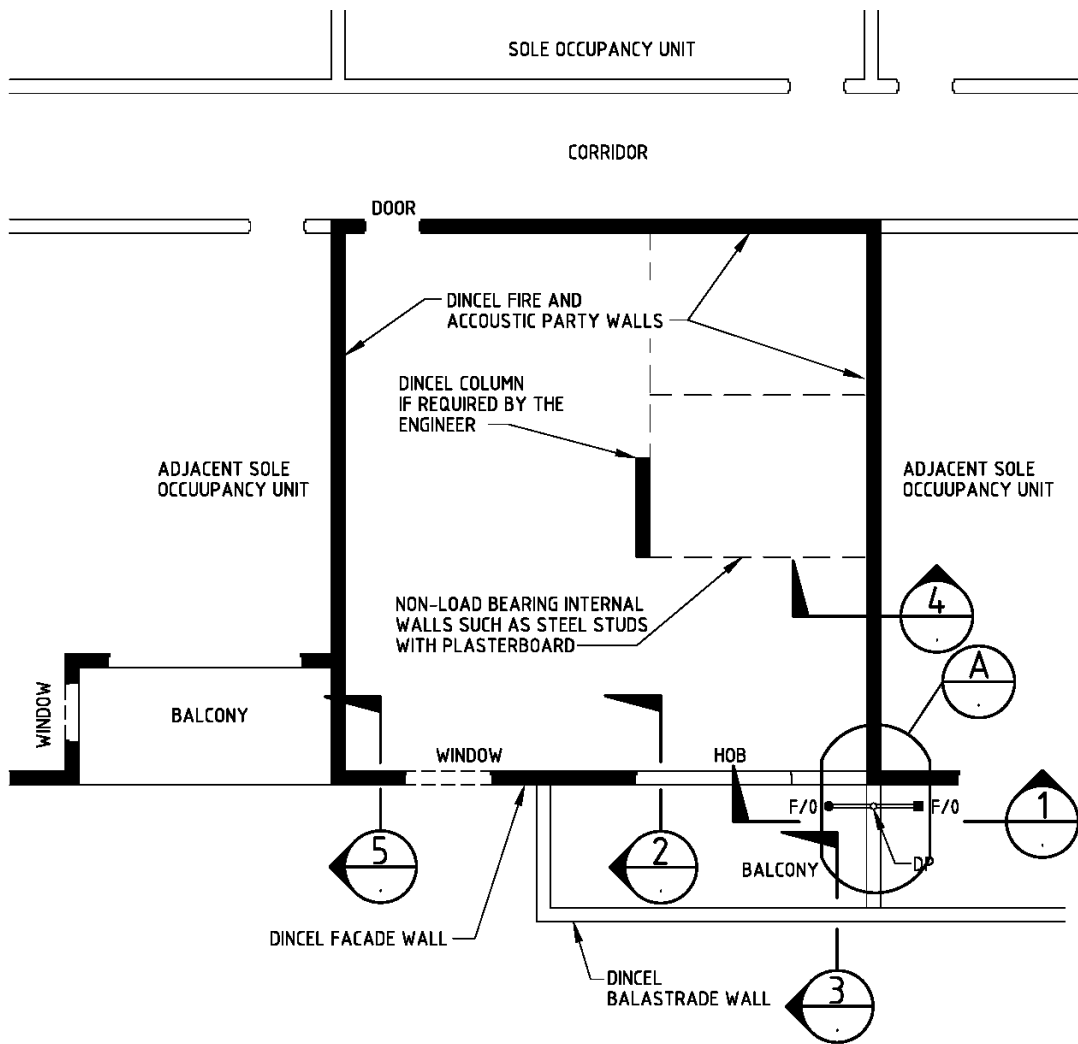 SOLE OCCUPANCY UNIT
CORRIDOR
DOOR
DINCEL FIRE AND
ACCOUSTIC PARTY WALLS
DINCEL COLUMN
IF REQUIRED BY THE
ENGINEER
ADJACENT SOLE
OCCUUPANCY UNIT
ADJACENT SOLE
OCCUUPANCY UNIT
NON-LOAD BEARING INTERNAL
WALLS SUCH AS STEEL STUDS
WITH PLASTERBOARD
4
A
WINDOW
BALCONY
WINDOW
HOB
F/O
F/O
1
5
2
BALCONY
DP
DINCEL FACADE WALL
DINCEL
BALASTRADE WALL
3